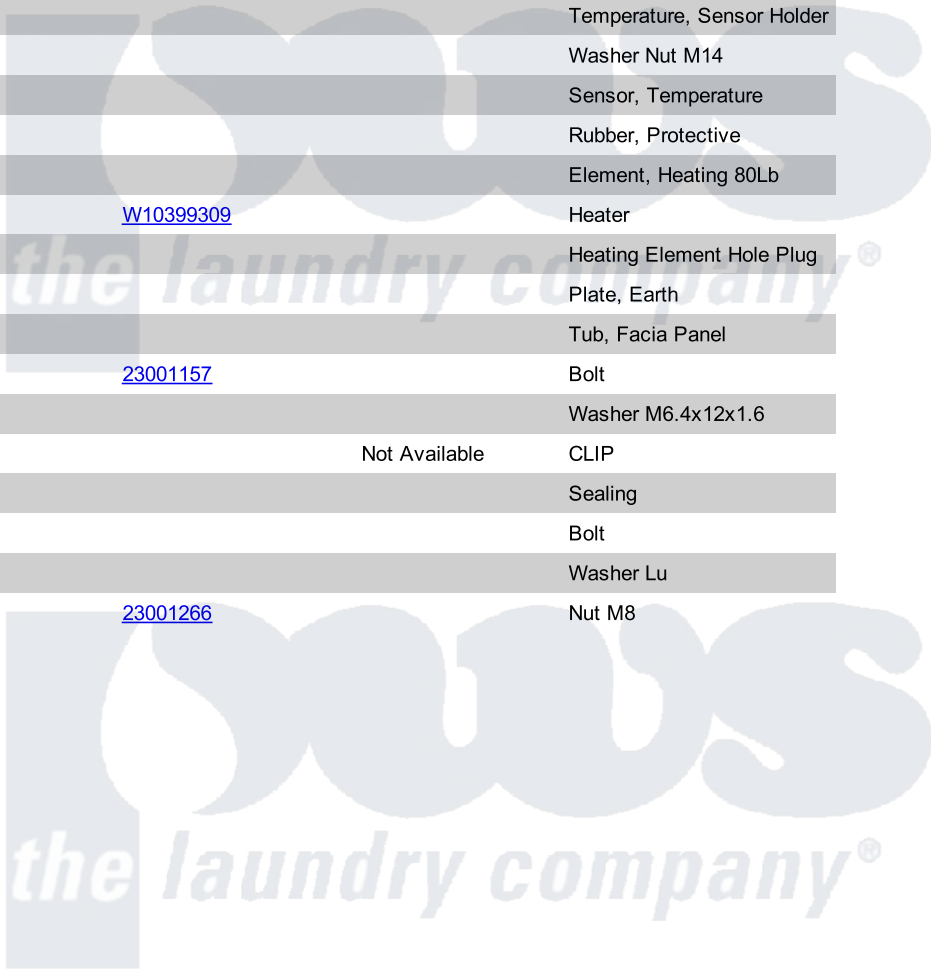 Temperature, Sensor Holder
Washer Nut M14
Sensor, Temperature
Rubber, Protective
Element, Heating 80Lb
W10399309 Heater
Heating Element Hole Plug
the laundry company®
Plate, Earth
Tub, Facia Panel
23001157 Bolt
Washer M6.4x12x1.6
Not Available CLIP
Sealing
Bolt
Washer Lu
23001266 Nut M8
pws
the laundry company®